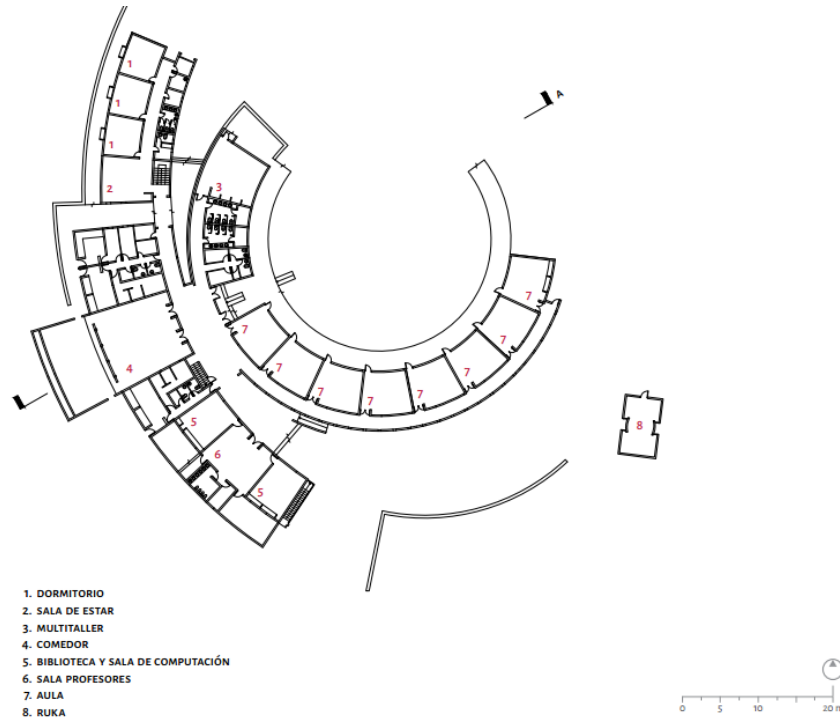 1
1
1
2
3
A
4
5
6
5
7
7
7
7
7
7
7
7
8
1. DORMITORIO
2. SALA DE ESTAR
3. MULTITALLER
4. COMEDOR
5. BIBLIOTECA Y SALA DE COMPUTACIÓN
6. SALA PROFESORES
7. AULA
8. RUKA
0 5 10 20 m